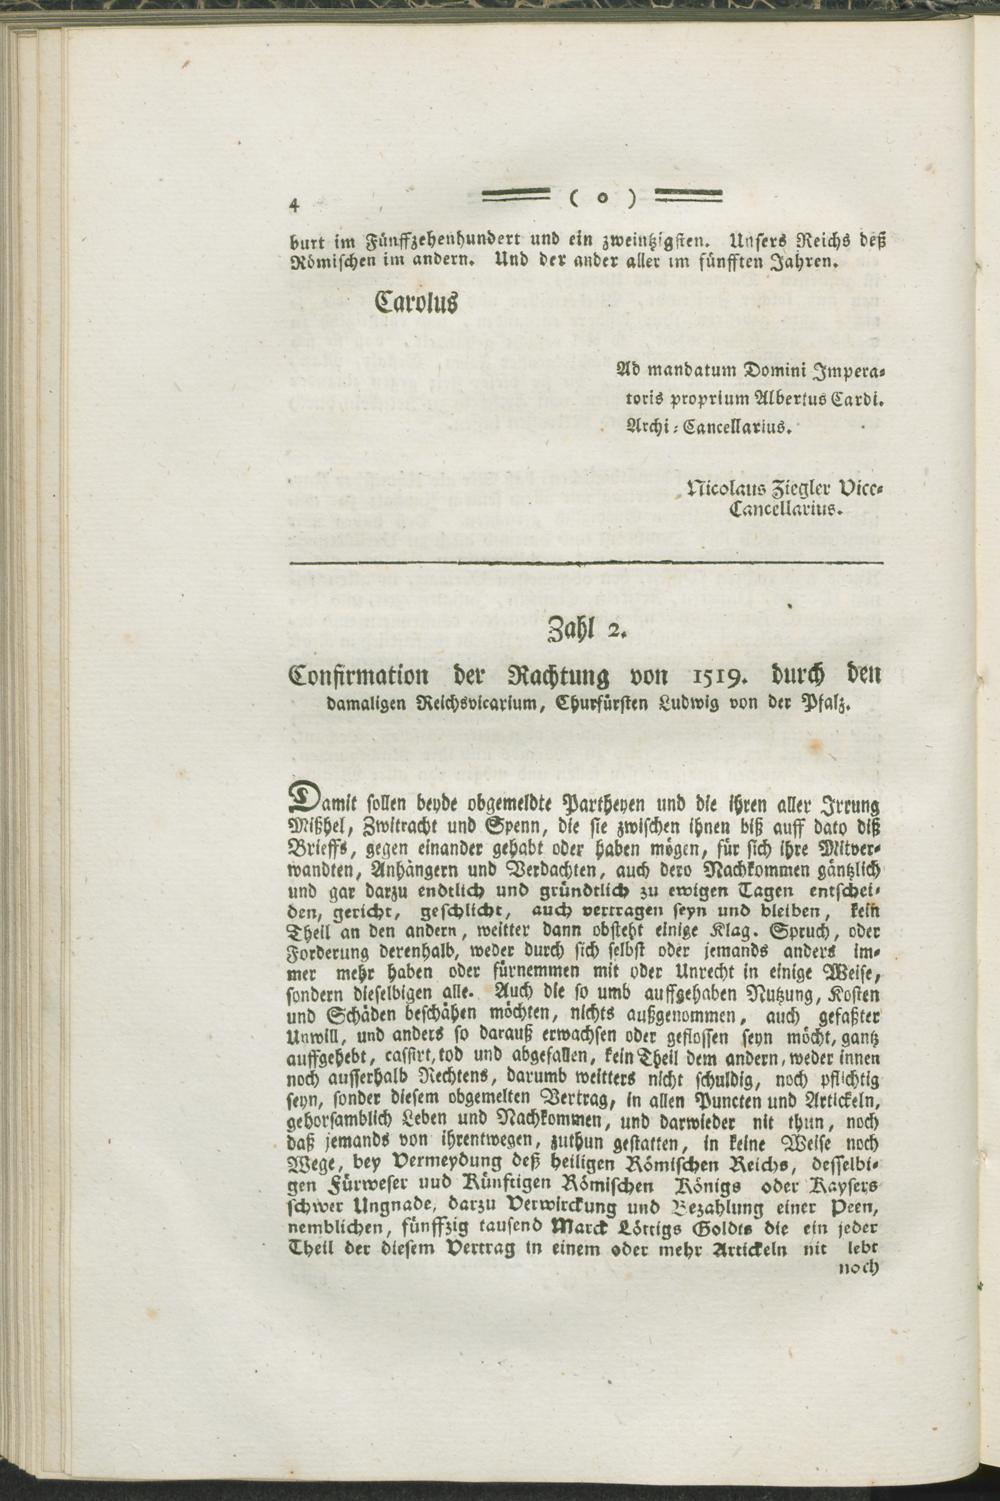 4 ( o )
burt im Fünffzehenhundert und ein zweintzigsten. Unsers Reichs deß
Römischen im andern. Und der ander aller im fünfften Jahren.
Carolus
Ad mandatum Domini Impera-
toris proprium Albertus Cardi.
Archi-Cancellarius.
Nicolaus Ziegler Vice-
Cancellarius.
Zahl 2.
Confirmation der Rachtung von 1519. durch den
damaligen Reichsvicarium, Churfürsten Ludwig von der Pfalz.
Damit sollen beyde obgemeldte Partheyen und die ihren aller Irrung
Mißhel, Zwitracht und Spenn, die sie zwischen ihnen biß auff dato diß
Brieffs, gegen einander gehabt oder haben mögen, für sich ihre Mitver-
wandten, Anhängern und Verdachten, auch dero Nachkommen gäntzlich
und gar darzu endtlich und gründtlich zu ewigen Tagen entschei-
den, gericht, geschlicht, auch vertragen seyn und bleiben, kein
Theil an den andern, weitter dann obsteht einige Klag. Spruch, oder
Forderung derenhalb, weder durch sich selbst oder jemands anders im-
mer mehr haben oder fürnemmen mit oder Unrecht in einige Weise,
sondern dieselbigen alle. Auch die so umb auffgehaben Nutzung, Kosten
und Schäden beschähen möchten, nichts außgenommen, auch gefaßter
Unwill, und anders so darauß erwachsen oder geflossen seyn möcht, gantz
auffgehebt, cassirt, tod und abgefallen, kein Theil dem andern, weder innen
noch ausserhalb Rechtens, darumb weitters nicht schuldig, noch pflichtig
seyn, sonder diesem obgemelten Vertrag, in allen Puncten und Artickeln,
gehorsamblich Leben und Nachkommen, und darwieder nit thun, noch
daß jemands von ihrentwegen, zuthun gestatten, in keine Weise noch
Wege, bey Vermeydung deß heiligen Römischen Reichs, desselbi-
gen Fürweser uud Künftigen Römischen Königs oder Kaysers
schwer Ungnade, darzu Verwirckung und Bezahlung einer Peen,
nemblichen, fünffzig tausend Marck Löttigs Goldts die ein jeder
Theil der diesem Vertrag in einem oder mehr Artickeln nit lebt
noch